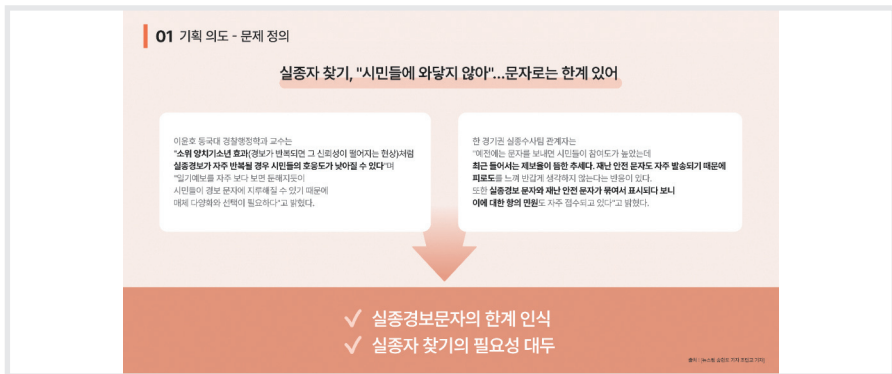 01 기획 의도 - 문제 정의
실종자 찾기, "시민들에 와닿지 않아"...문자로는 한계 있어
이윤호 동국대 경찰행정학과 교수는
"소위 양치기소년 효과(경보가 반복되면 그 신뢰성이 떨어지는 현상)처럼
실종경보가 자주 반복될 경우 시민들의 호응도가 낮아질 수 있다"며
"일기예보를 자주 보다 보면 둔해지듯이
시민들이 경보 문자에 지루해질 수 있기 때문에
매체 다양화와 선택이 필요하다"고 밝혔다.
한 경기권 실종수사팀 관계자는
"예전에는 문자를 보내면 시민들이 참여도가 높았는데
최근 들어서는 제보율이 뜸한 추세다. 재난 안전 문자도 자주 발송되기 때문에
피로도를 느껴 반갑게 생각하지 않는다는 반응이 있다.
또한 실종경보 문자와 재난 안전 문자가 묶여서 표시되다 보니
이에 대한 항의 민원도 자주 접수되고 있다"고 밝혔다.
실종경보문자의 한계 인식
실종자 찾기의 필요성 대두